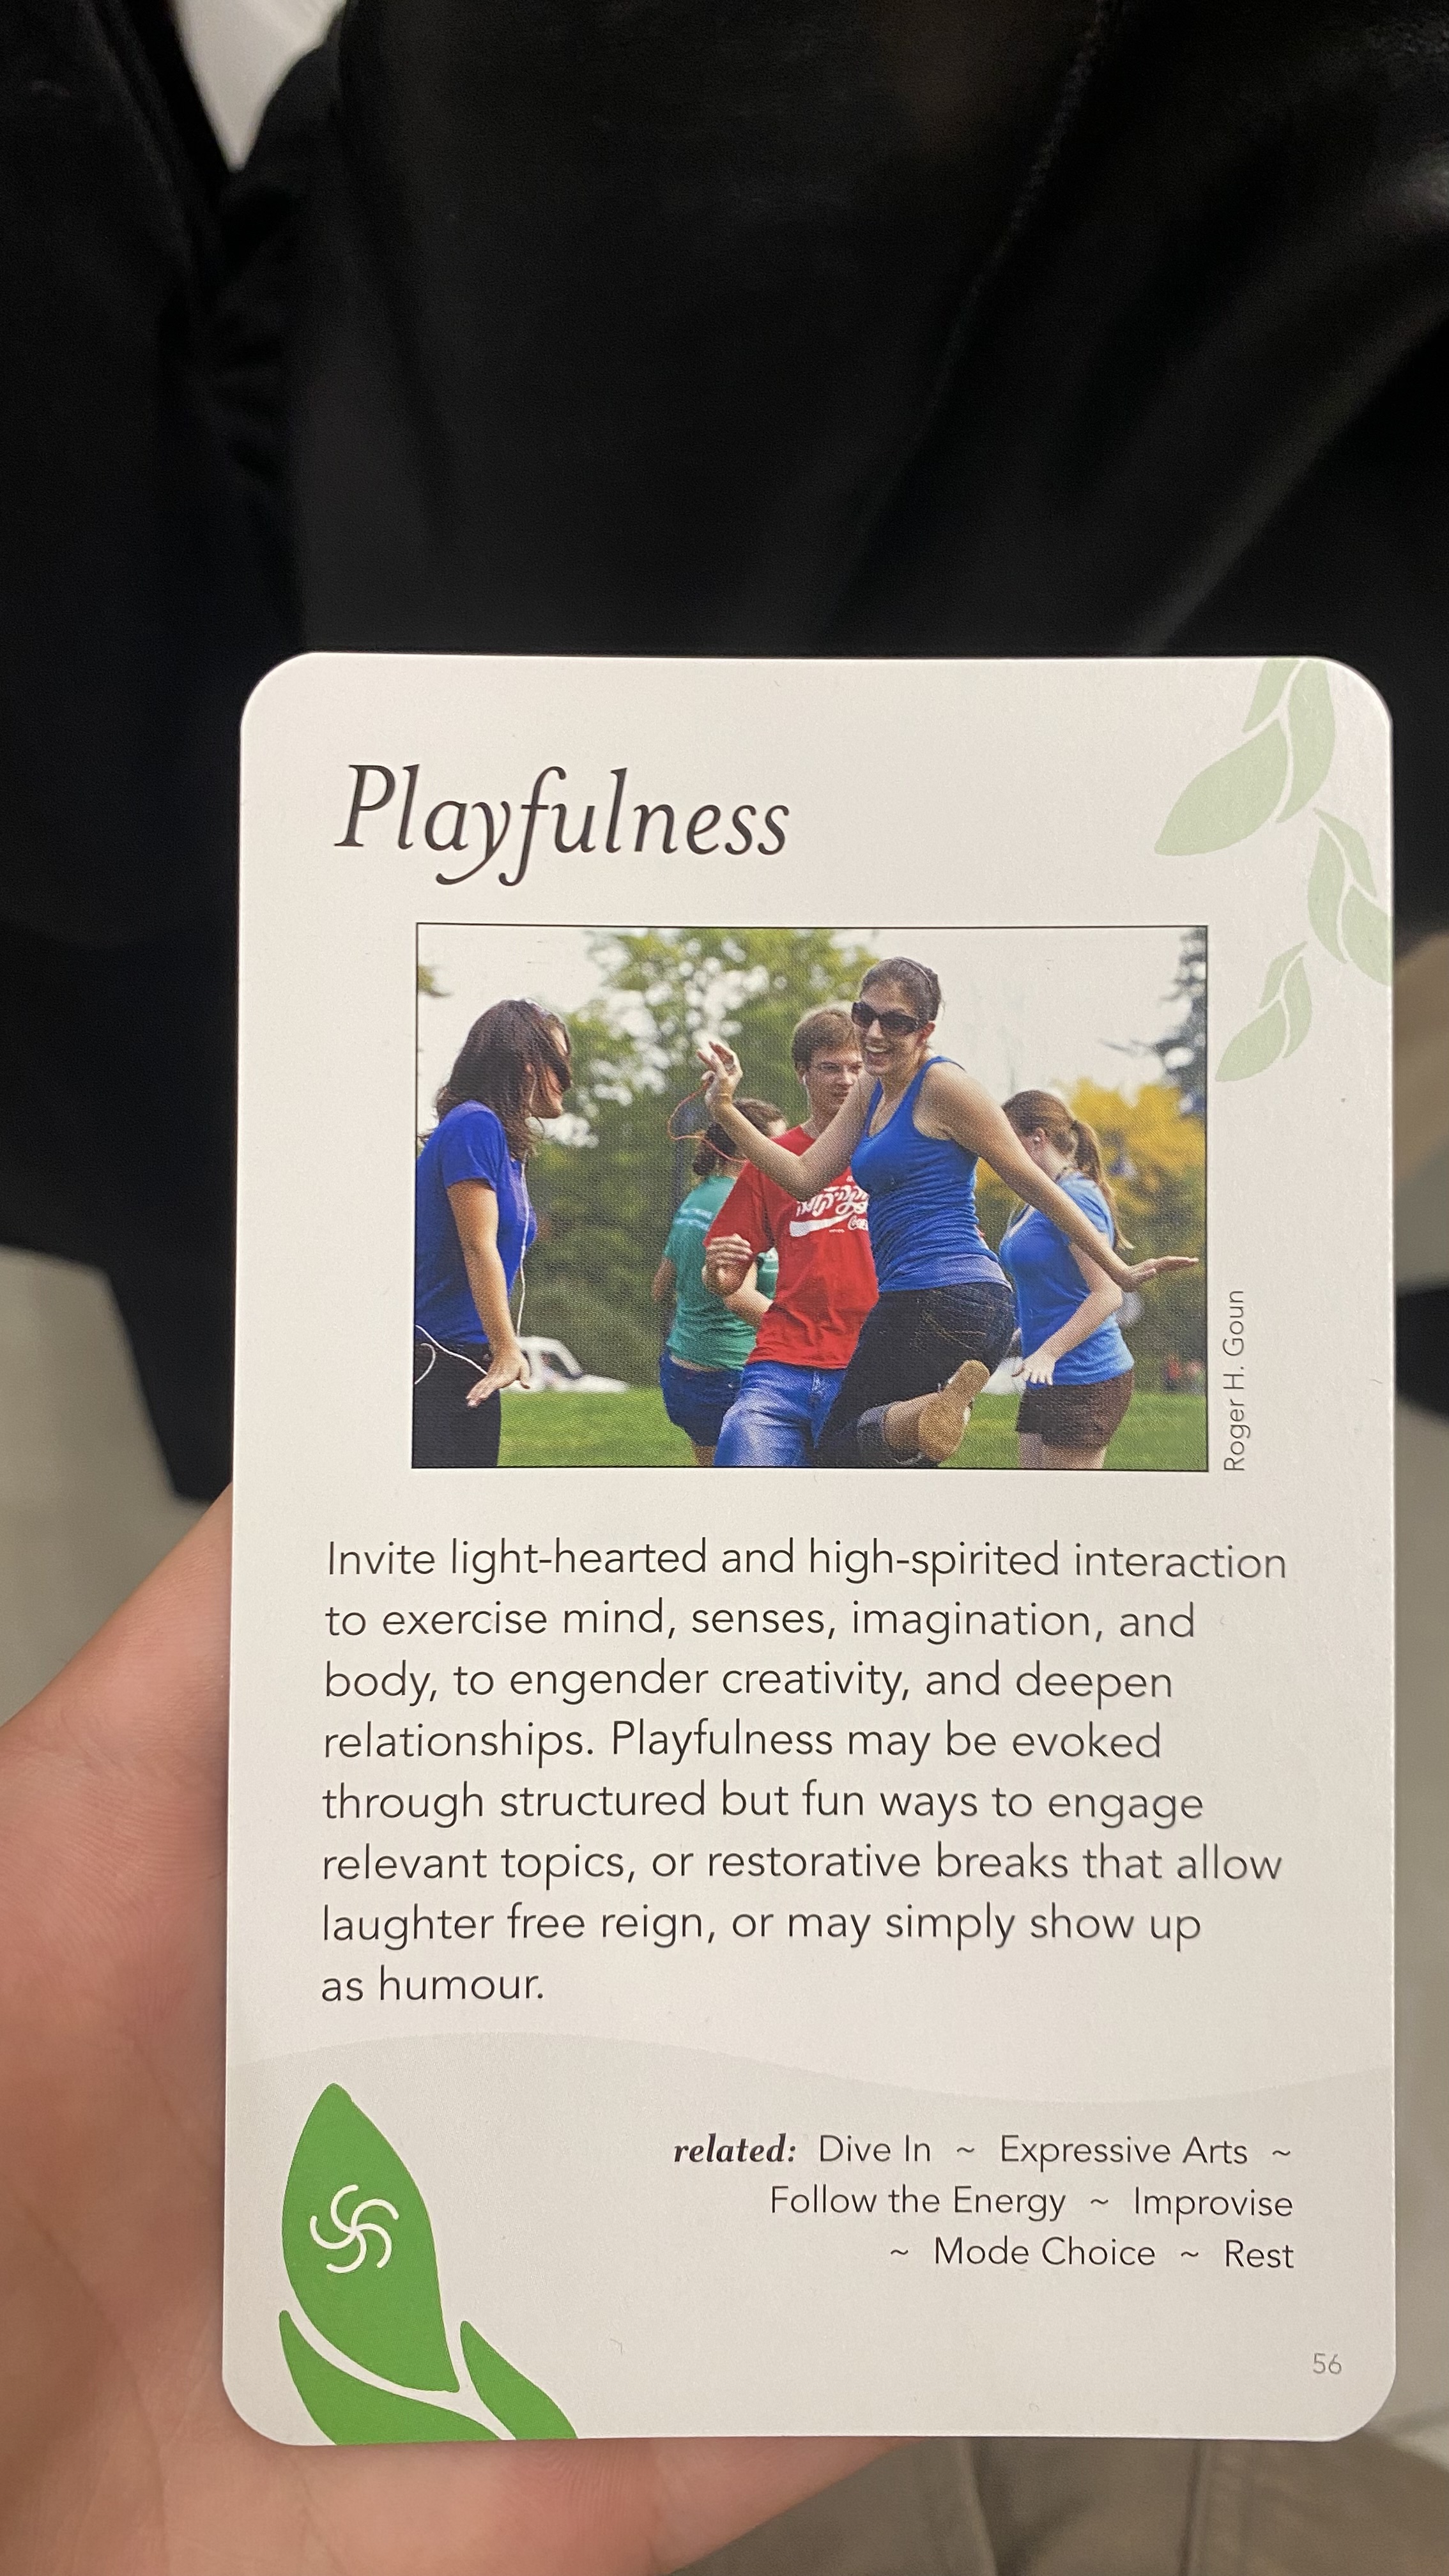 Playfulness
קוקה קולה
Roger H. Goun
Invite light-hearted and high-spirited interaction
to exercise mind, senses, imagination, and
body, to engender creativity, and deepen
relationships. Playfulness may be evoked
through structured but fun ways to engage
relevant topics, or restorative breaks that allow
laughter free reign, or may simply show up
as humour.
related: Dive In ~ Expressive Arts ~
Follow the Energy ~ Improvise
~ Mode Choice ~ Rest
56